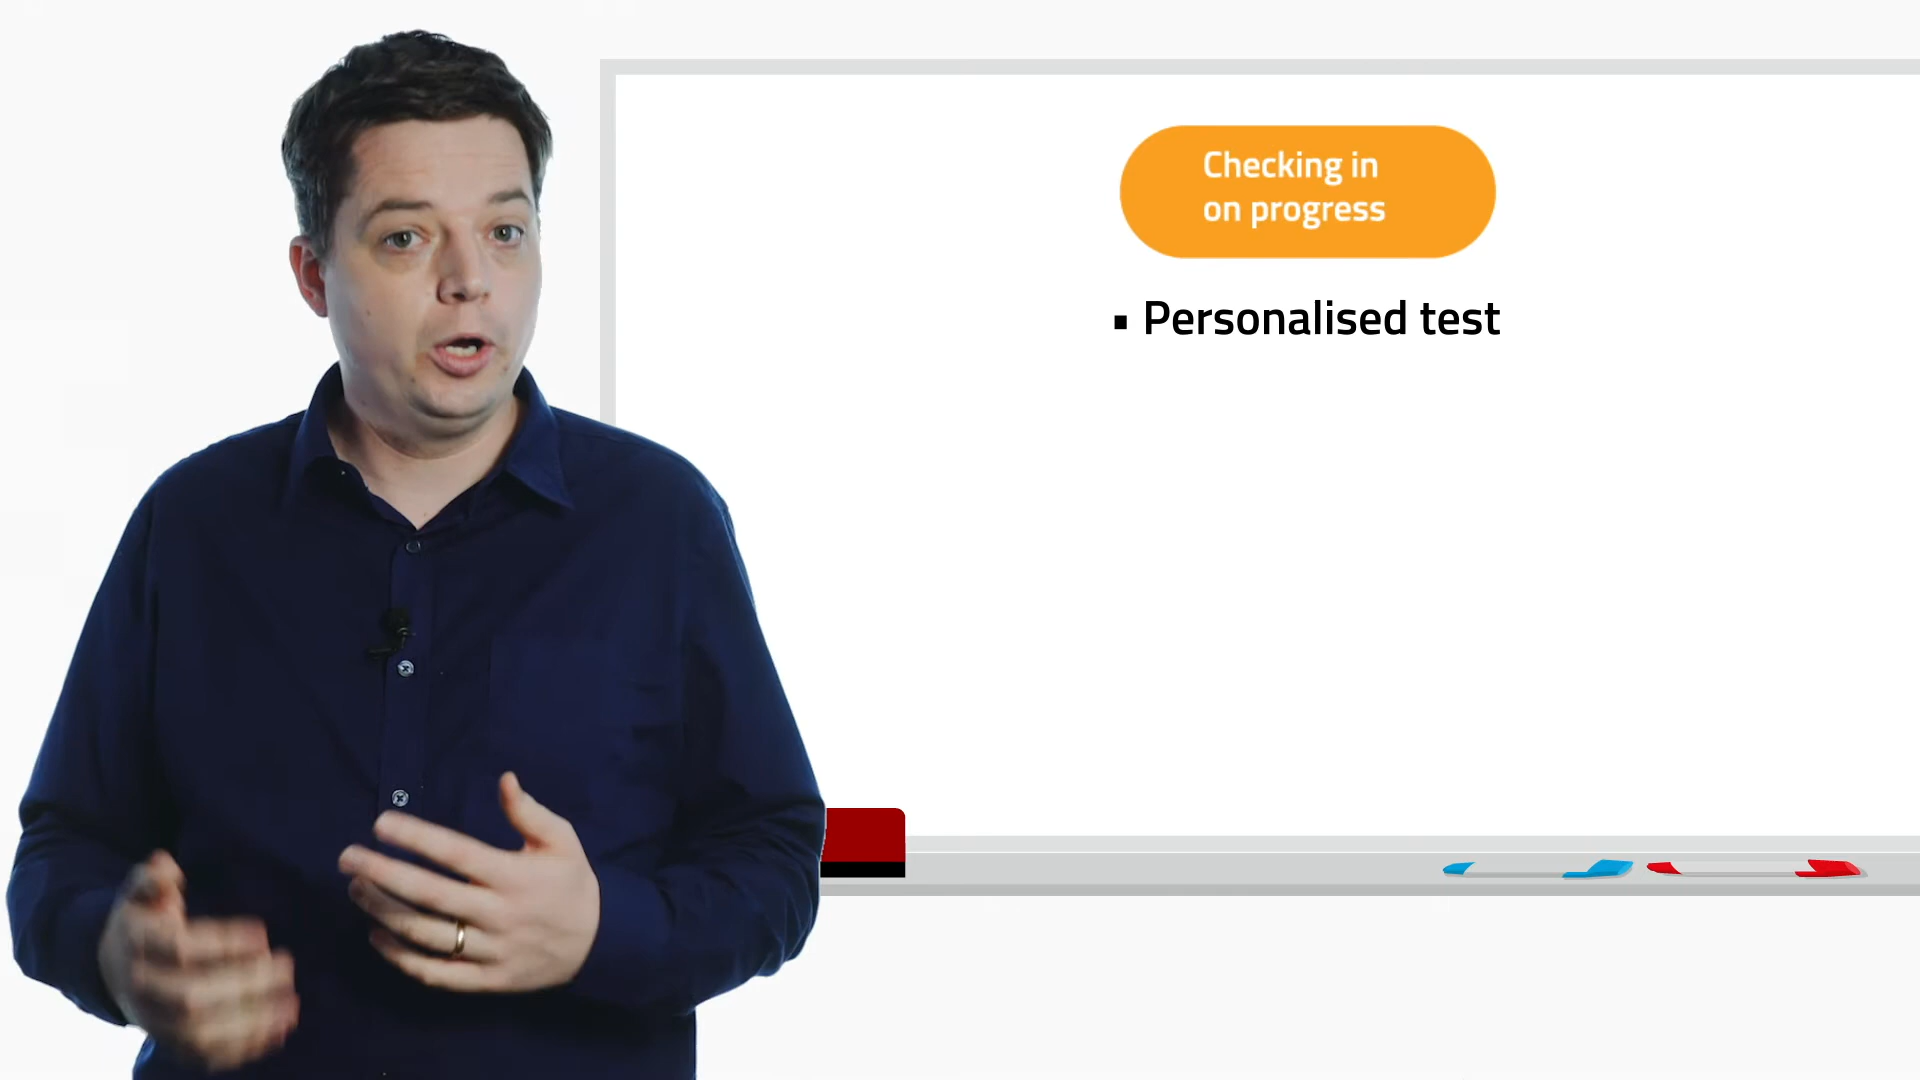 Checking in
on progress
▪ Personalised test